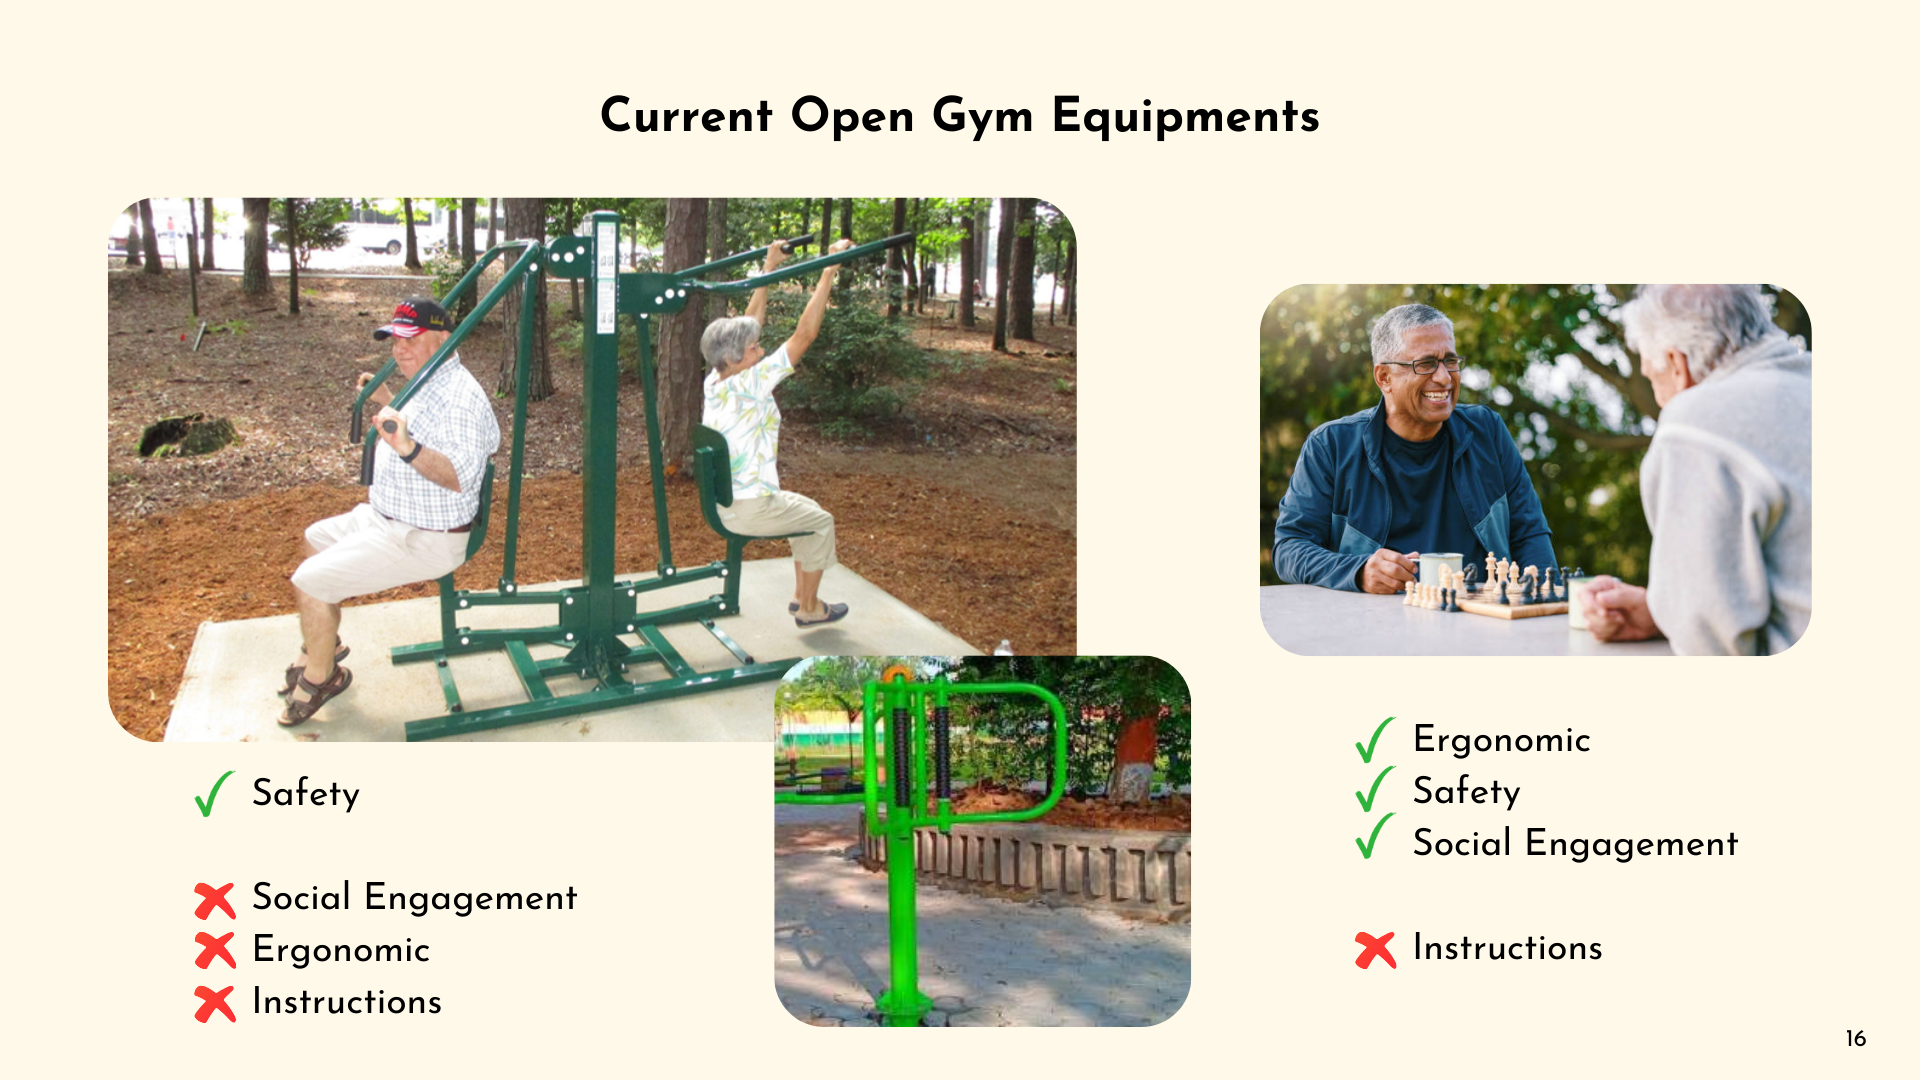 Current Open Gym Equipments
Safety
Social Engagement
Ergonomic
Instructions
Ergonomic
Safety
Social Engagement
Instructions
16